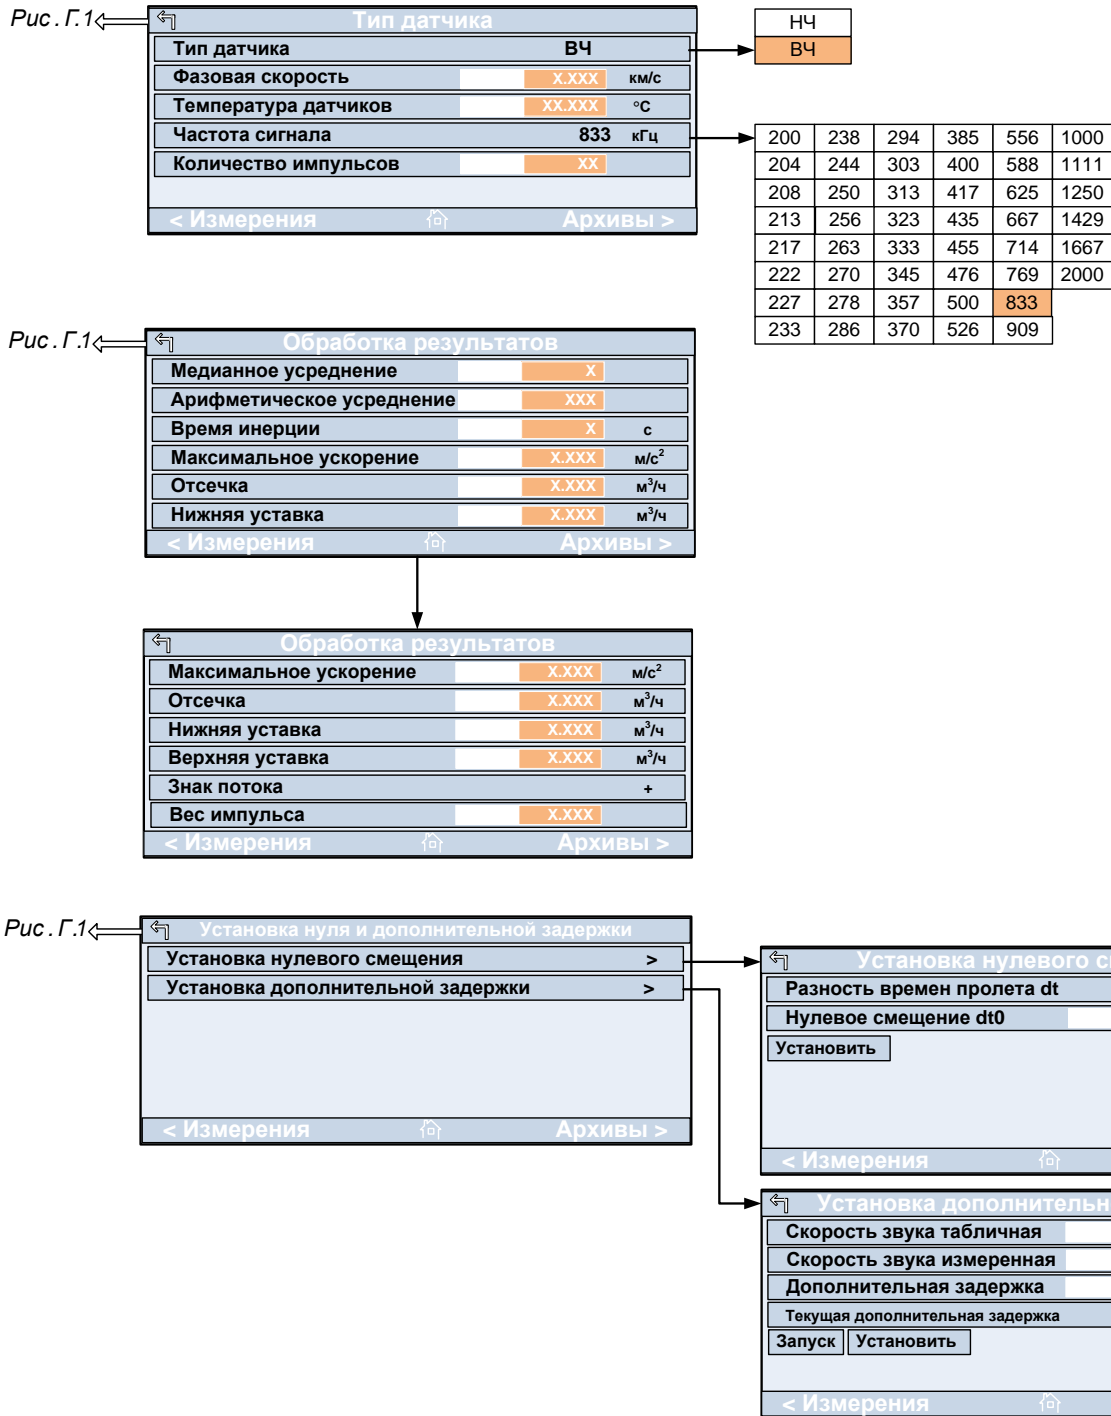 Рис. Г.1
Тип датчика
Тип датчика ВЧ
Фазовая скорость X.XXX км/с
Температура датчиков XX.XXX °C
Частота сигнала 833 кГц
Количество импульсов XX
< Измерения Архивы >
НЧ
ВЧ
200 238 294 385 556 1000
204 244 303 400 588 1111
208 250 313 417 625 1250
213 256 323 435 667 1429
217 263 333 455 714 1667
222 270 345 476 769 2000
227 278 357 500 833
233 286 370 526 909
Рис. Г.1
Обработка результатов
Медианное усреднение X
Арифметическое усреднение XXX
Время инерции X с
Максимальное ускорение X.XXX м/с²
Отсечка X.XXX м³/ч
Нижняя уставка X.XXX м³/ч
< Измерения Архивы >
Обработка результатов
Максимальное ускорение X.XXX м/с²
Отсечка X.XXX м³/ч
Нижняя уставка X.XXX м³/ч
Верхняя уставка X.XXX м³/ч
Знак потока +
Вес импульса X.XXX
< Измерения Архивы >
Рис. Г.1
Установка нуля и дополнительной задержки
Установка нулевого смещения >
Установка дополнительной задержки >
< Измерения Архивы >
Установка нулевого
Разность времен пролета dt
Нулевое смещение dt0
Установить
< Измерения
Установка
Скорость звука табличная
Скорость звука измеренная
Дополнительная задержка
Текущая дополнительная задержка
Запуск Установить
< Измерения